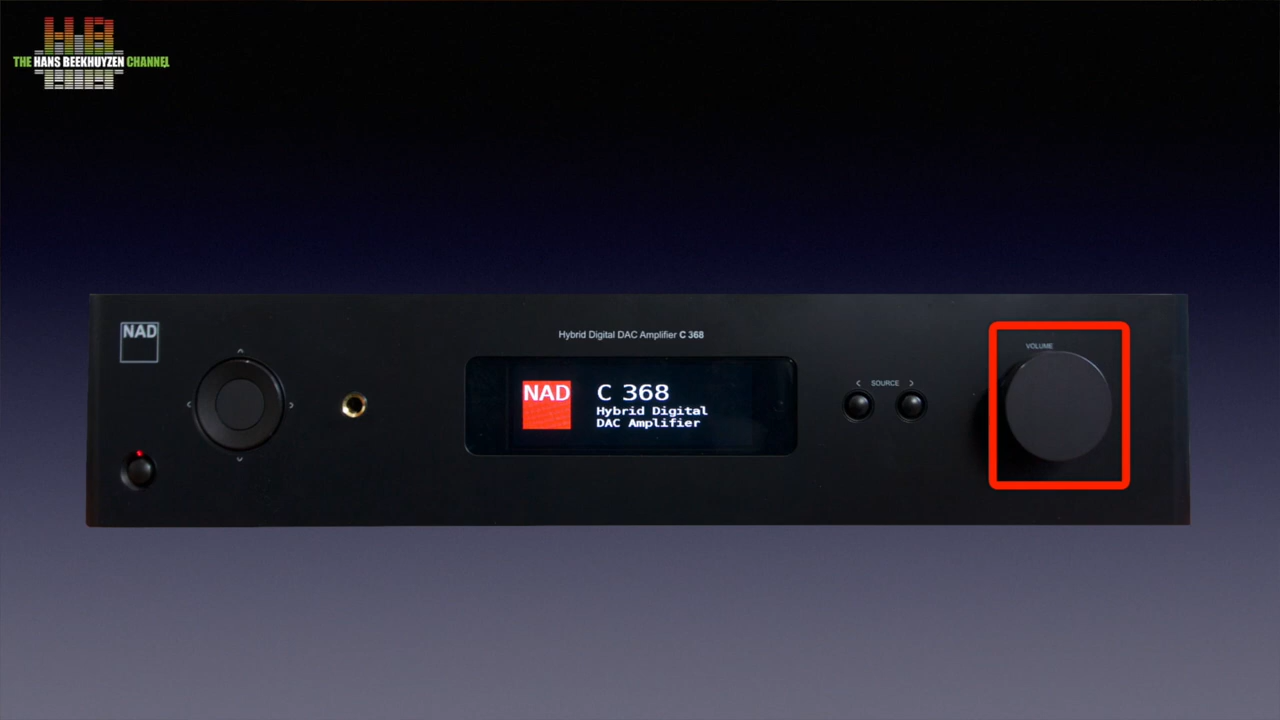 THE HANS BEEKHUYZEN CHANNEL
NAD
Hybrid Digital DAC Amplifier C 368
VOLUME
< SOURCE >
NAD
C 368
Hybrid Digital
DAC Amplifier